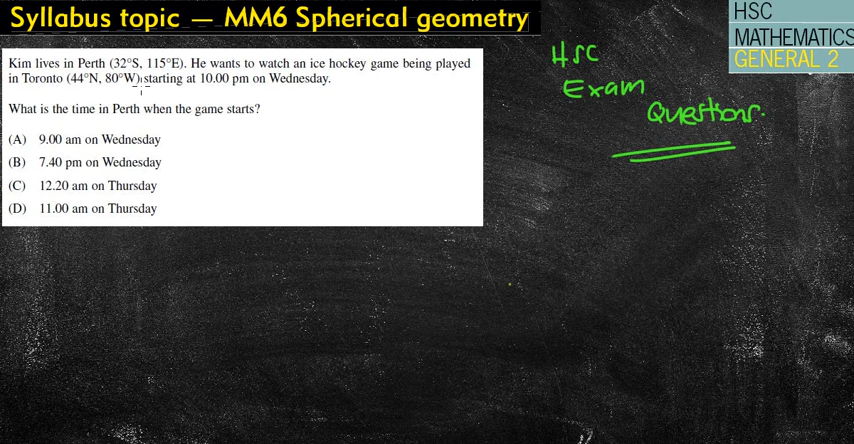 Syllabus topic — MM6 Spherical geometry
HSC
MATHEMATICS
GENERAL 2
Kim lives in Perth (32°S, 115°E). He wants to watch an ice hockey game being played
in Toronto (44°N, 80°W) starting at 10.00 pm on Wednesday.
What is the time in Perth when the game starts?
(A) 9.00 am on Wednesday
(B) 7.40 pm on Wednesday
(C) 12.20 am on Thursday
(D) 11.00 am on Thursday
HSC
Exam
Questions.